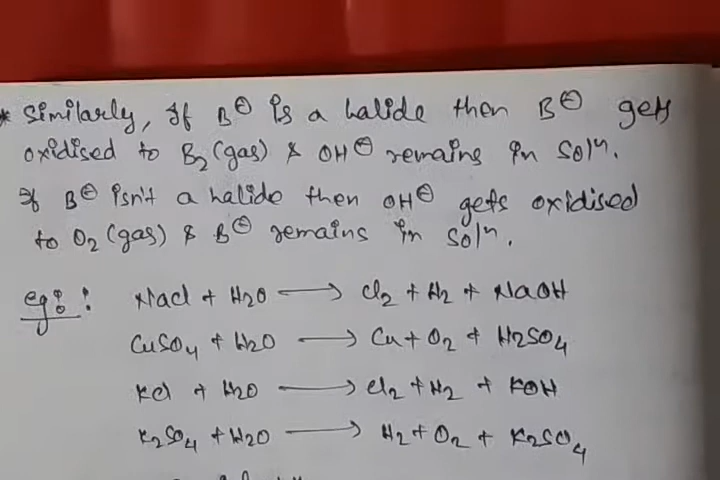 * Similarly, If B⊖ is a halide then B⊖ gets
oxidised to B₂(gas) & OH⊖ remains in solⁿ.
If B⊖ isn't a halide then OH⊖ gets oxidised
to O₂(gas) & B⊖ remains in solⁿ.
eg: : NaCl + H₂O ⟶ Cl₂ + H₂ + NaOH
CuSO₄ + H₂O ⟶ Cu + O₂ + H₂SO₄
KCl + H₂O ⟶ Cl₂ + H₂ + KOH
K₂SO₄ + H₂O ⟶ H₂ + O₂ + K₂SO₄